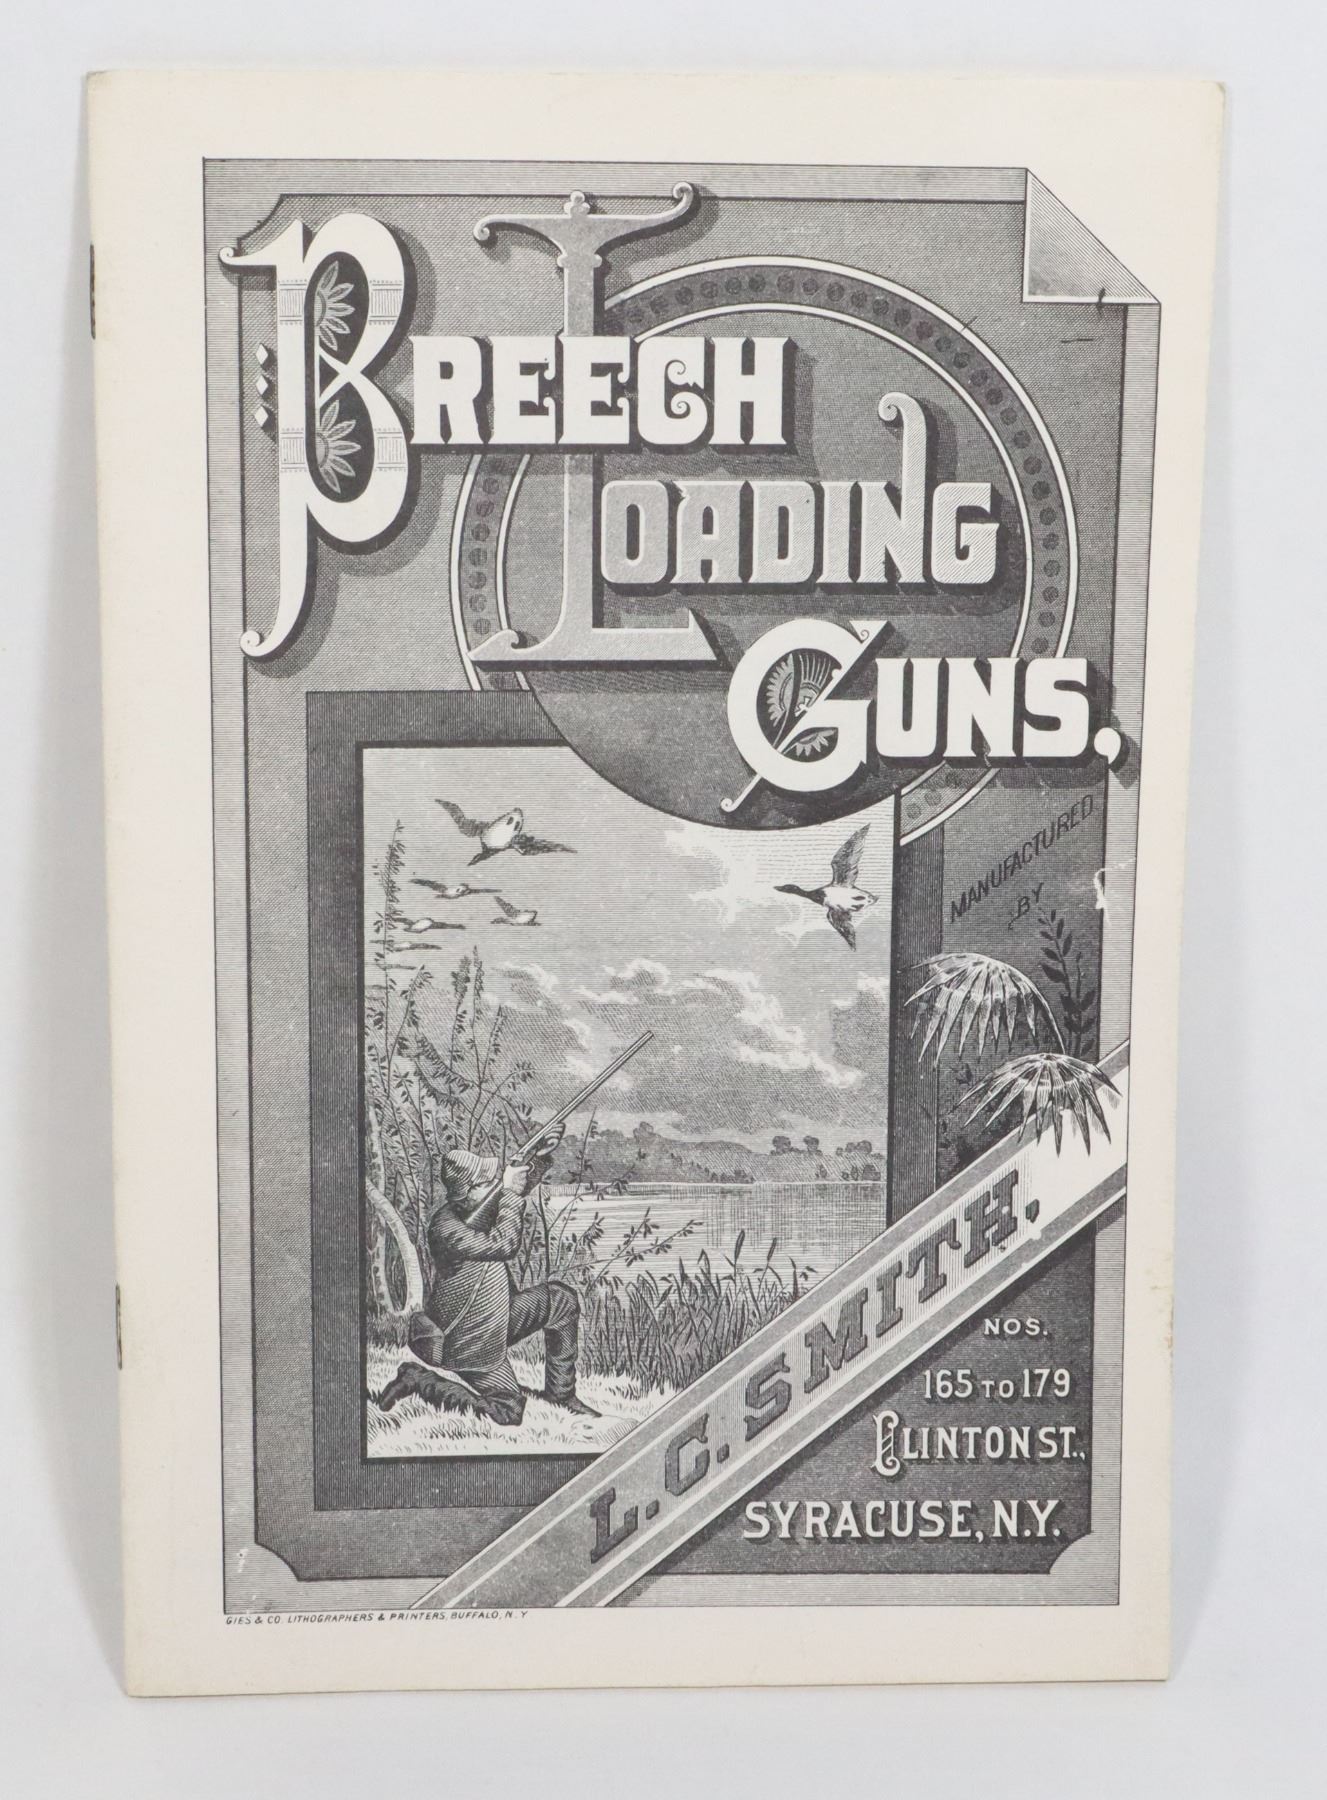 BREECH
LOADING
GUNS,
MANUFACTURED
BY
L. C. SMITH.
NOS.
165 TO 179
CLINTON ST.,
SYRACUSE, N.Y.
GIES & CO. LITHOGRAPHERS & PRINTERS, BUFFALO, N.Y